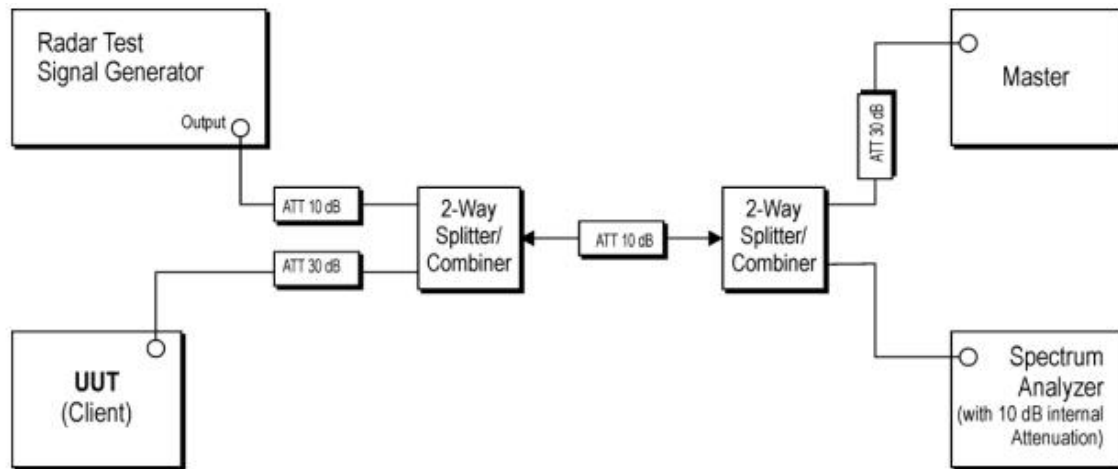 Radar Test
Signal Generator
Output
Master
ATT 30 dB
ATT 10 dB
2-Way
Splitter/
Combiner
ATT 10 dB
2-Way
Splitter/
Combiner
ATT 30 dB
UUT
(Client)
Spectrum
Analyzer
(with 10 dB internal
Attenuation)